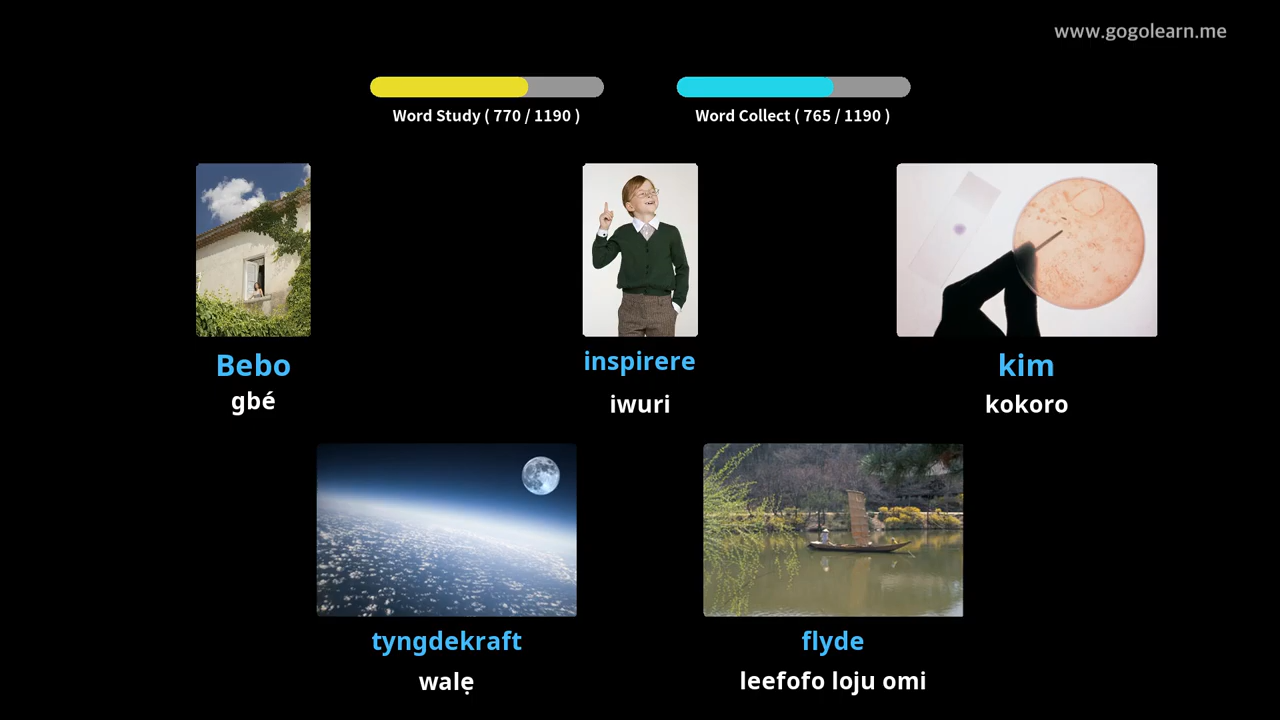 www.gogolearn.me
Word Study ( 770 / 1190 )
Word Collect ( 765 / 1190 )
Bebo
gbé
inspirere
iwuri
kim
kokoro
tyngdekraft
walẹ
flyde
leefofo loju omi